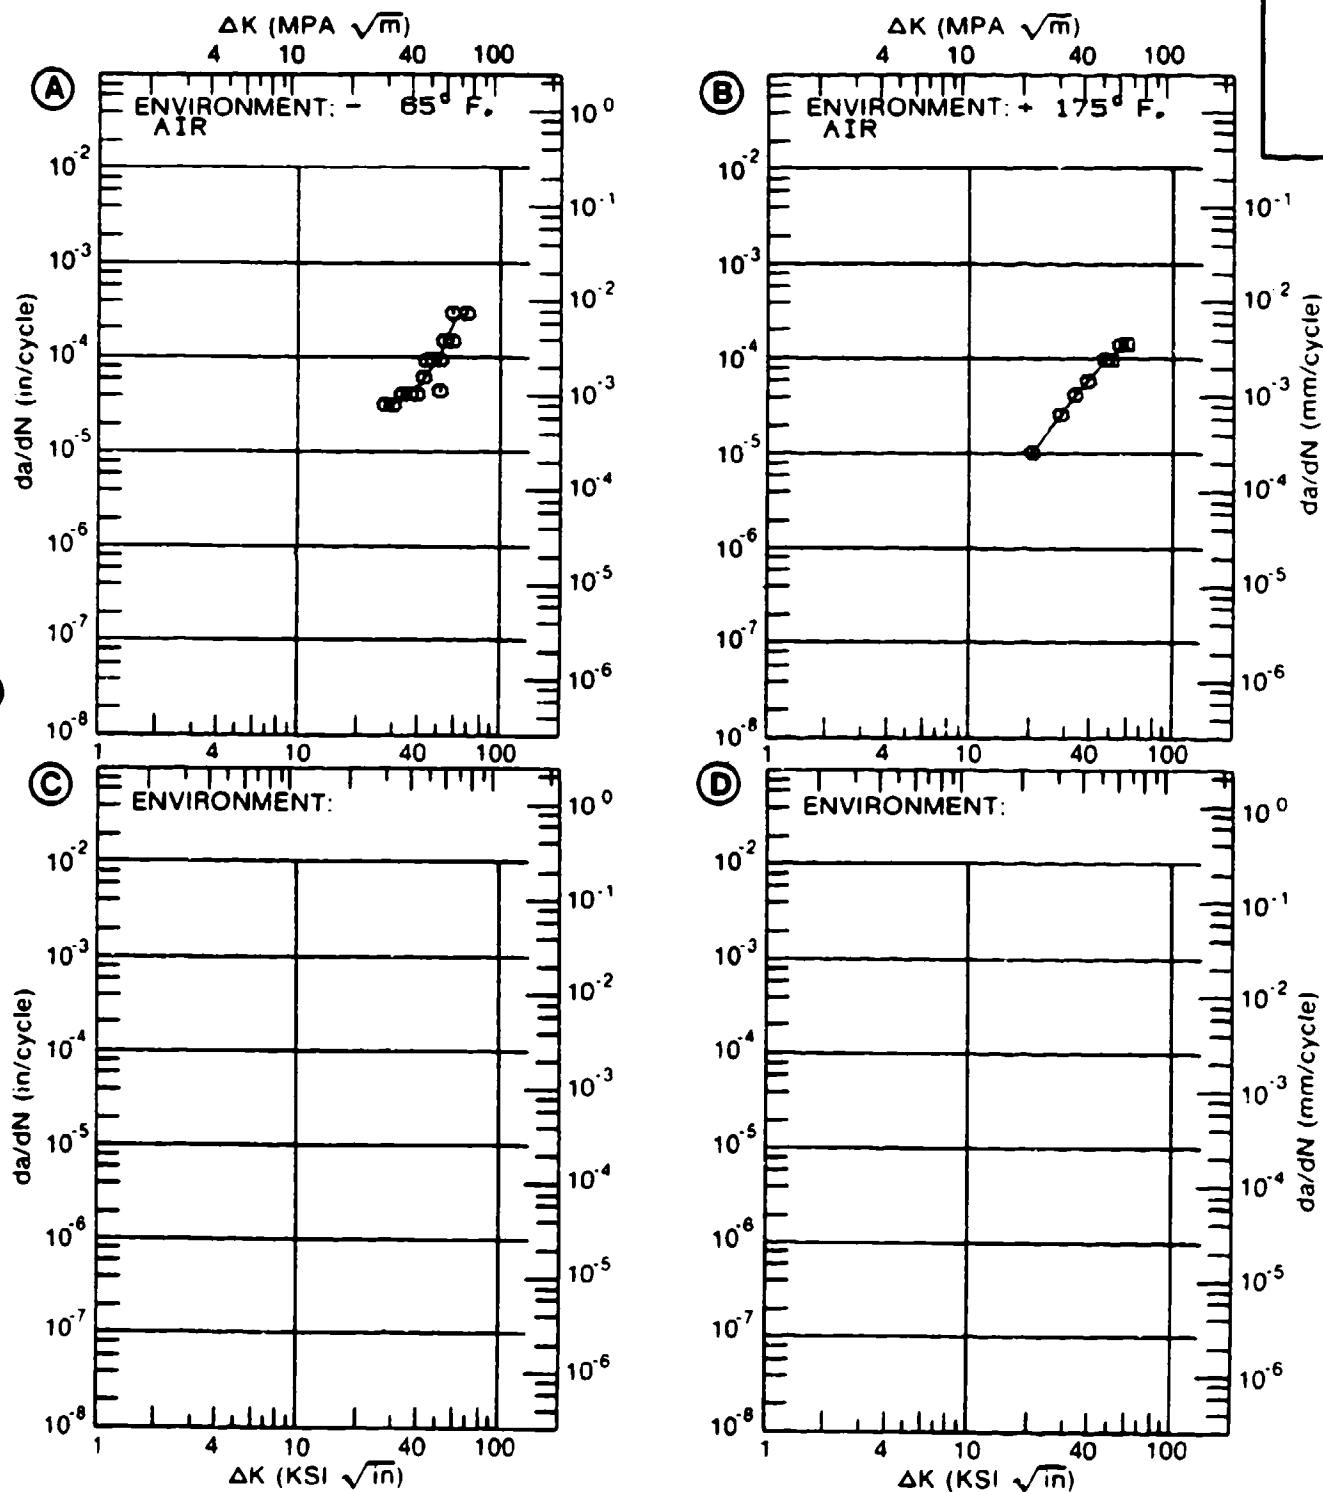 ΔK (MPA √m)
4 10 40 100
A
ENVIRONMENT: - 65° F.
AIR
10⁻²
10⁻³
10⁻⁴
10⁻⁵
10⁻⁶
10⁻⁷
10⁻⁸
da/dN (in/cycle)
10⁰
10⁻¹
10⁻²
10⁻³
10⁻⁴
10⁻⁵
10⁻⁶
1 4 10 40 100
ΔK (MPA √m)
4 10 40 100
B
ENVIRONMENT: + 175° F.
AIR
10⁻²
10⁻³
10⁻⁴
10⁻⁵
10⁻⁶
10⁻⁷
10⁻⁸
10⁻¹
10⁻²
10⁻³
10⁻⁴
10⁻⁵
10⁻⁶
da/dN (mm/cycle)
1 4 10 40 100
C
ENVIRONMENT:
10⁻²
10⁻³
10⁻⁴
10⁻⁵
10⁻⁶
10⁻⁷
10⁻⁸
da/dN (in/cycle)
10⁰
10⁻¹
10⁻²
10⁻³
10⁻⁴
10⁻⁵
10⁻⁶
1 4 10 40 100
ΔK (KSI √in)
D
ENVIRONMENT:
10⁻²
10⁻³
10⁻⁴
10⁻⁵
10⁻⁶
10⁻⁷
10⁻⁸
10⁰
10⁻¹
10⁻²
10⁻³
10⁻⁴
10⁻⁵
10⁻⁶
da/dN (mm/cycle)
1 4 10 40 100
ΔK (KSI √in)